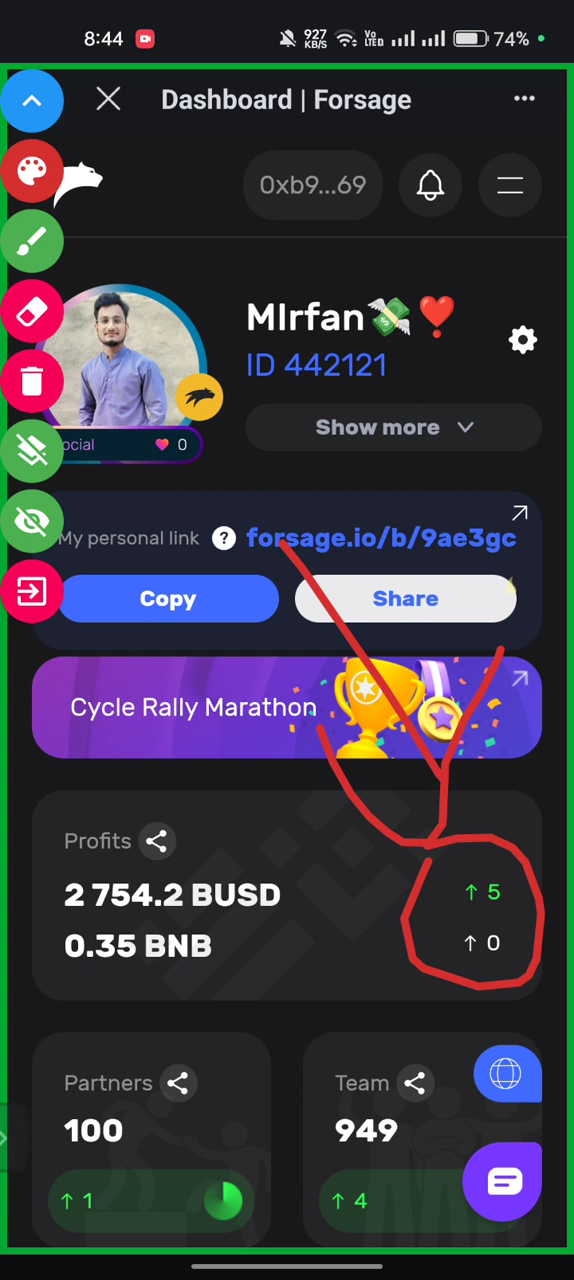 8:44
927
KB/S
Vo
LTED
74%
Dashboard | Forsage
0xb9...69
MIrfan💸❣️
ID 442121
Show more
ocial
0
My personal link ? forsage.io/b/9ae3gc
Copy
Share
Cycle Rally Marathon
Profits
2 754.2 BUSD
↑ 5
0.35 BNB
↑ 0
Partners
100
↑ 1
Team
949
↑ 4